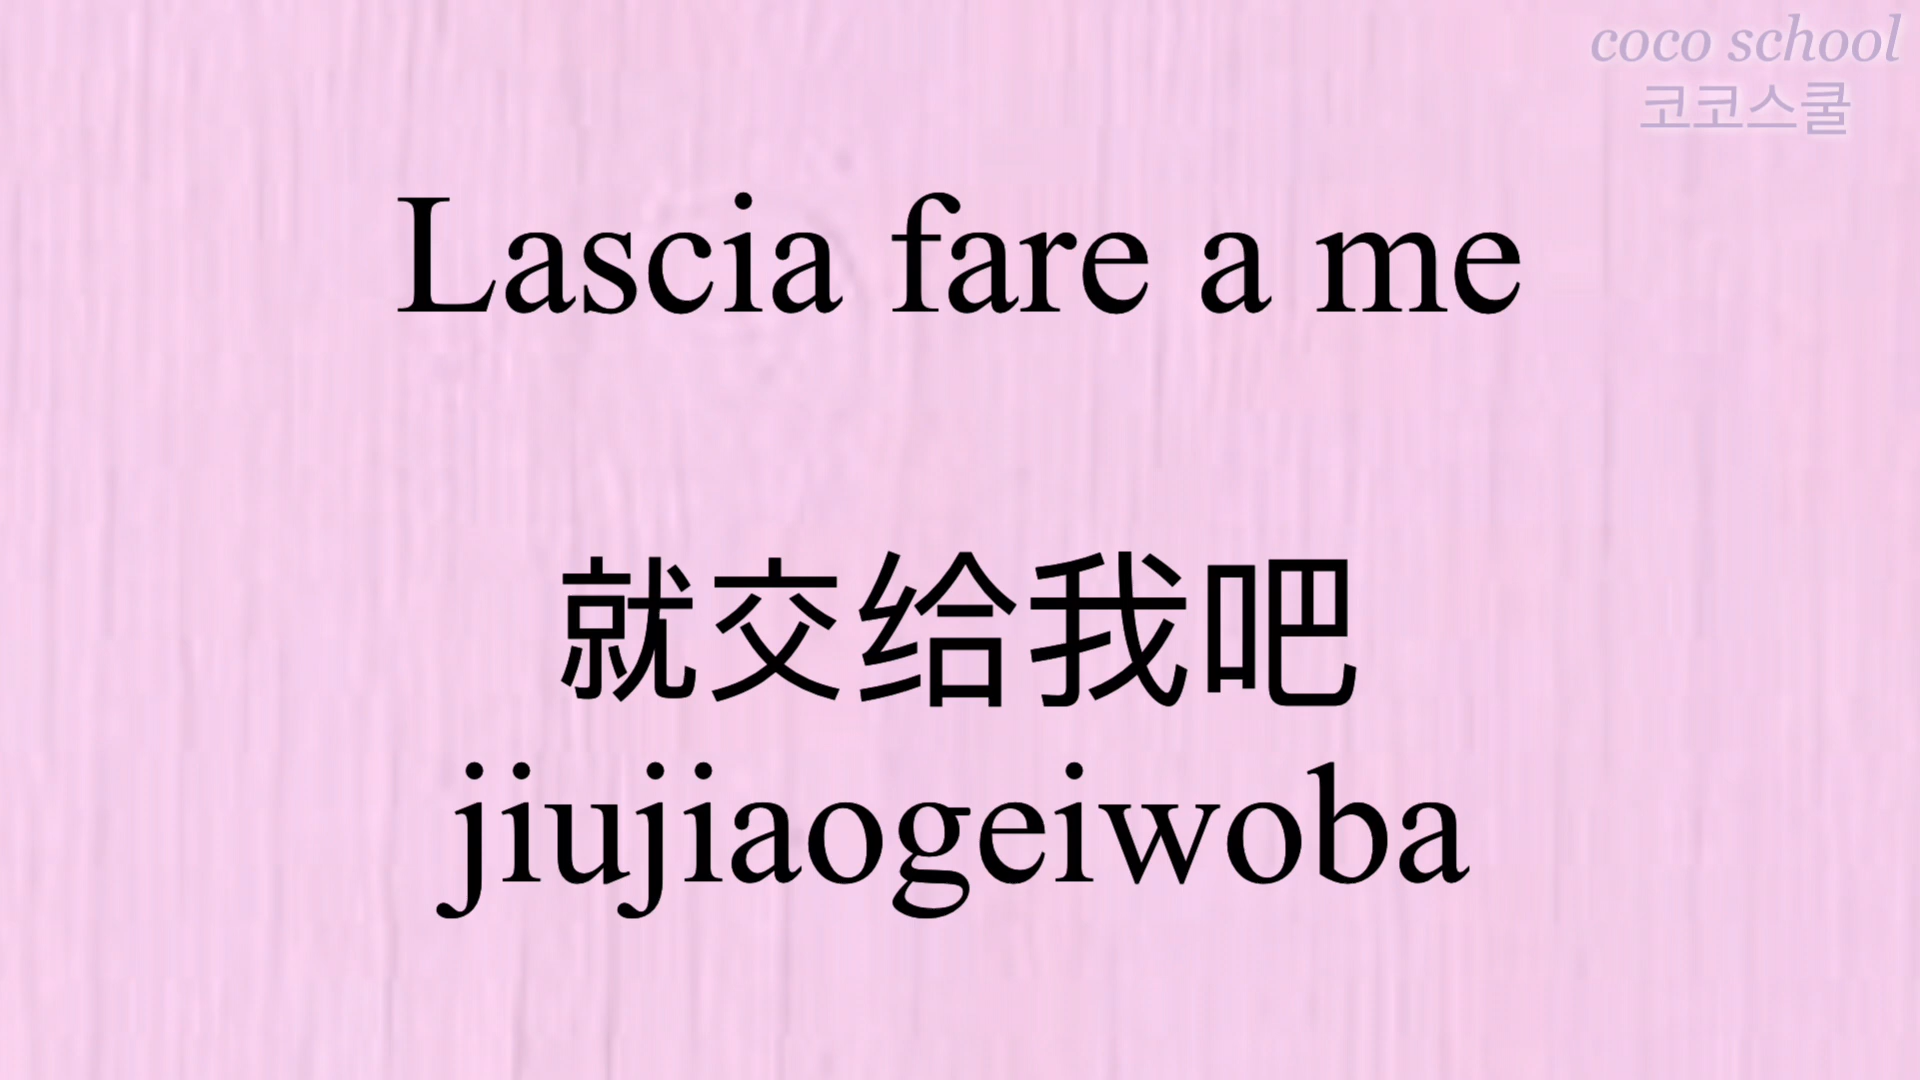 coco school
코코스쿨
Lascia fare a me
就交给我吧
jiujiaogeiwoba